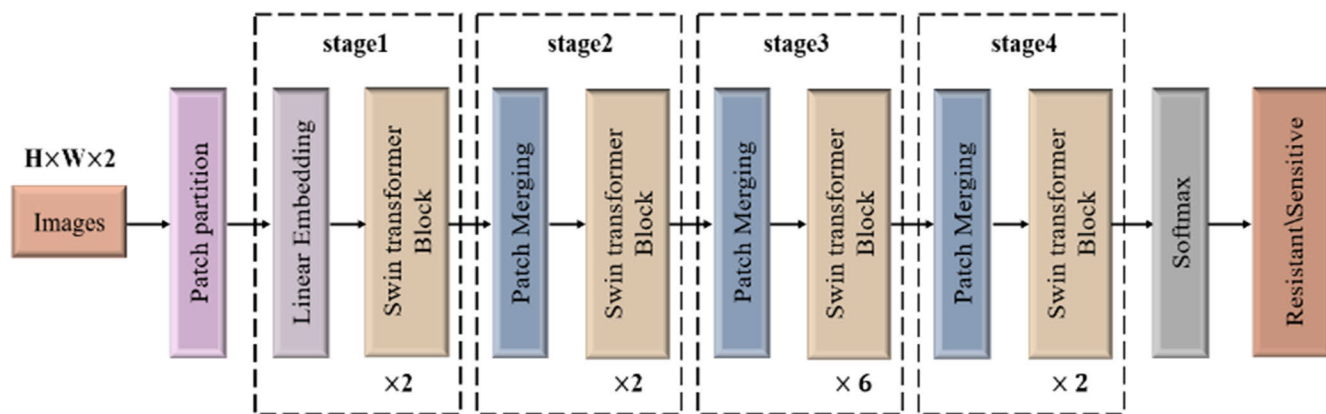 stage1
stage2
stage3
stage4
H×W×2
Images
Patch partition
Linear Embedding
Swin transformer
Block
×2
Patch Merging
Swin transformer
Block
×2
Patch Merging
Swin transformer
Block
× 6
Patch Merging
Swin transformer
Block
× 2
Softmax
Resistant\Sensitive